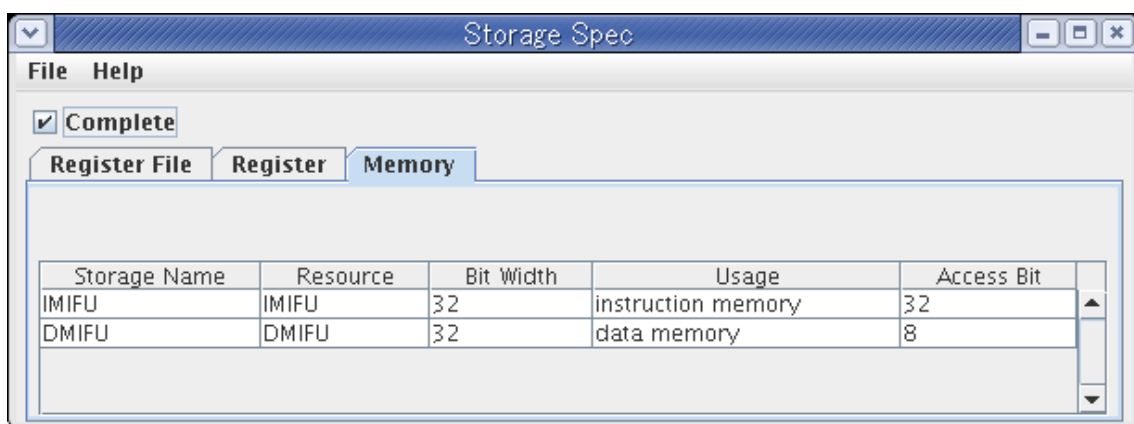 Storage Spec
File Help
Complete
Register File Register Memory
Storage Name Resource Bit Width Usage Access Bit
IMIFU IMIFU 32 instruction memory 32
DMIFU DMIFU 32 data memory 8